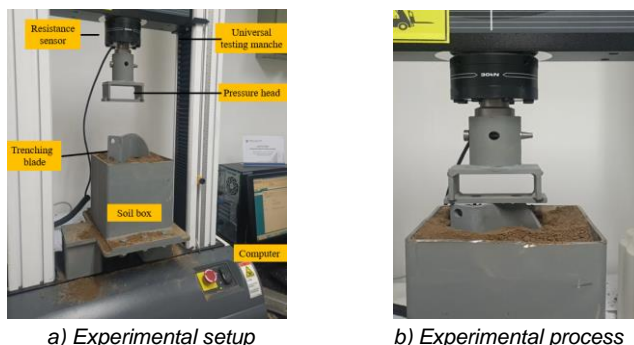 Resistance
sensor
Universal
testing manche
Pressure head
Trenching
blade
Soil box
Computer
a) Experimental setup
b) Experimental process